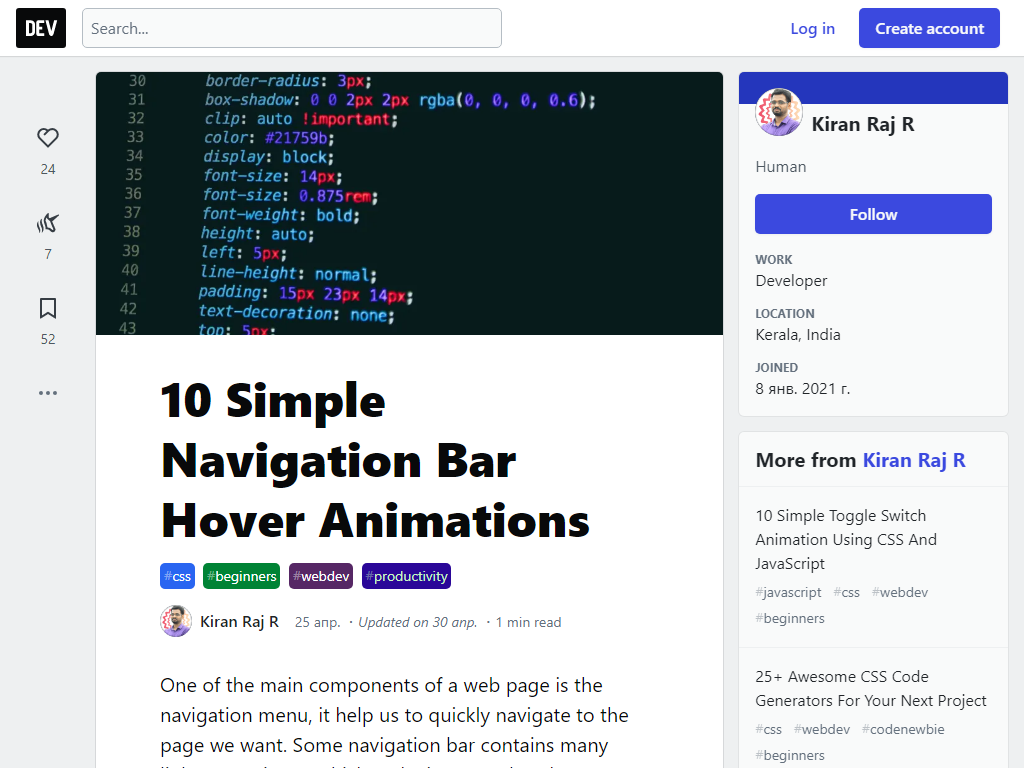 DEV
Search...
Log in
Create account
24
7
52
30 border-radius: 3px;
31 box-shadow: 0 0 2px 2px rgba(0, 0, 0, 0.6);
32 clip: auto !important;
33 color: #21759b;
34 display: block;
35 font-size: 14px;
36 font-size: 0.875rem;
37 font-weight: bold;
38 height: auto;
39 left: 5px;
40 line-height: normal;
41 padding: 15px 23px 14px;
42 text-decoration: none;
43 top: 5px;
10 Simple
Navigation Bar
Hover Animations
#css #beginners #webdev #productivity
Kiran Raj R 25 апр. · Updated on 30 апр. · 1 min read
One of the main components of a web page is the
navigation menu, it help us to quickly navigate to the
page we want. Some navigation bar contains many
Kiran Raj R
Human
Follow
WORK
Developer
LOCATION
Kerala, India
JOINED
8 янв. 2021 г.
More from Kiran Raj R
10 Simple Toggle Switch
Animation Using CSS And
JavaScript
#javascript #css #webdev
#beginners
25+ Awesome CSS Code
Generators For Your Next Project
#css #webdev #codenewbie
#beginners